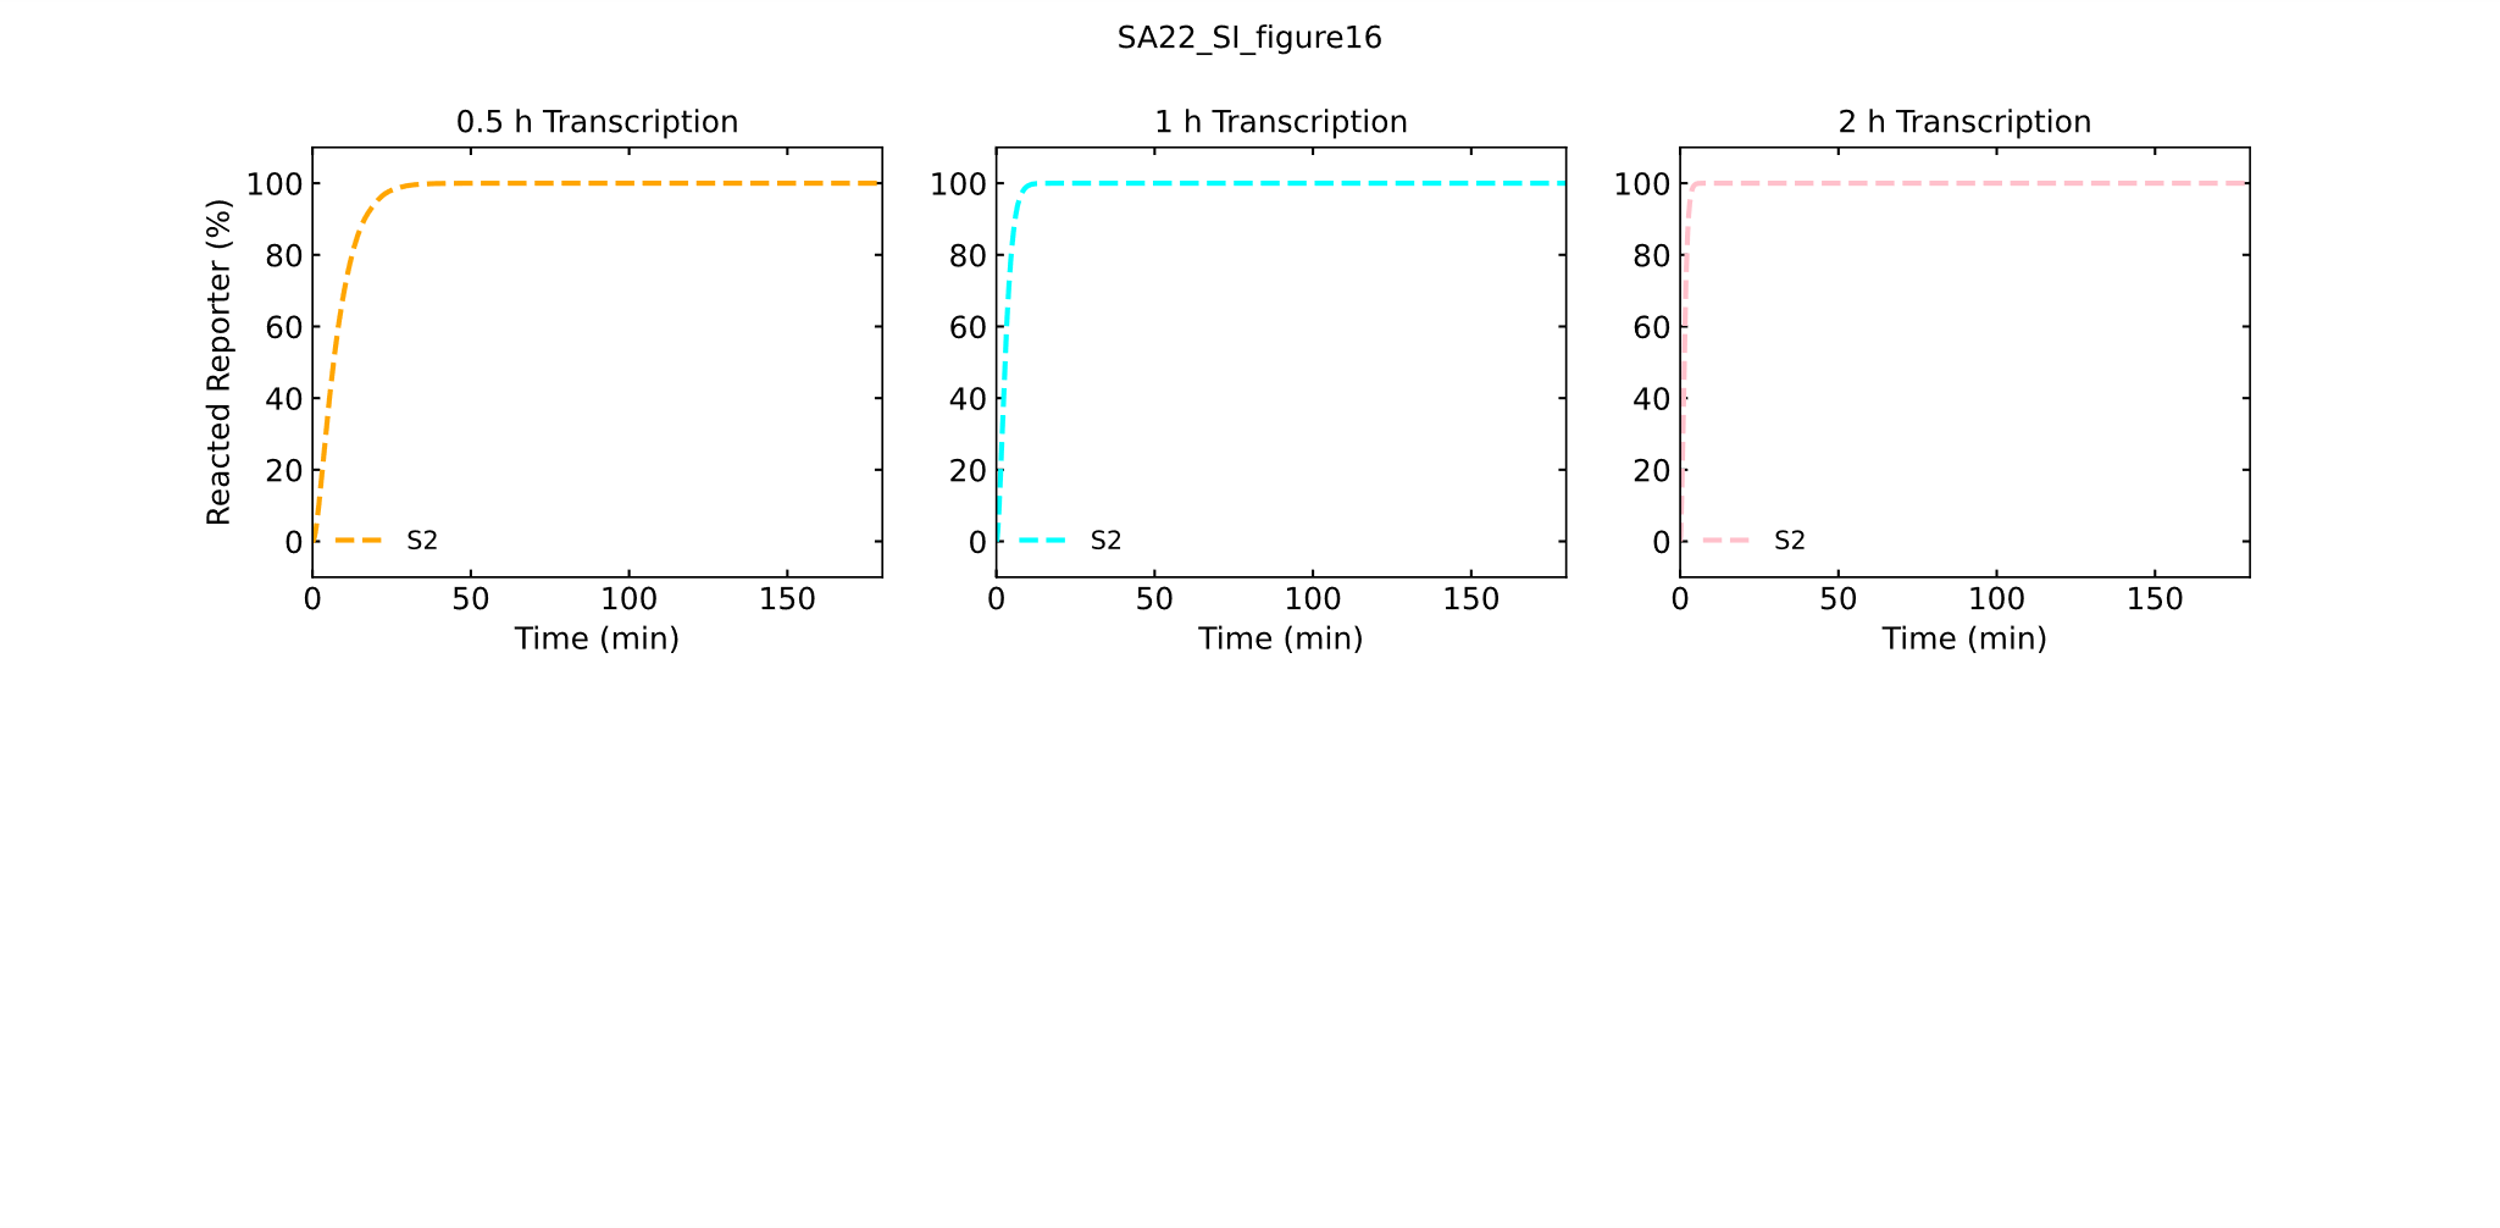 SA22_SI_figure16
0.5 h Transcription
1 h Transcription
2 h Transcription
Reacted Reporter (%)
100
80
60
40
20
0
S2
0 50 100 150
Time (min)
100
80
60
40
20
0
S2
0 50 100 150
Time (min)
100
80
60
40
20
0
S2
0 50 100 150
Time (min)